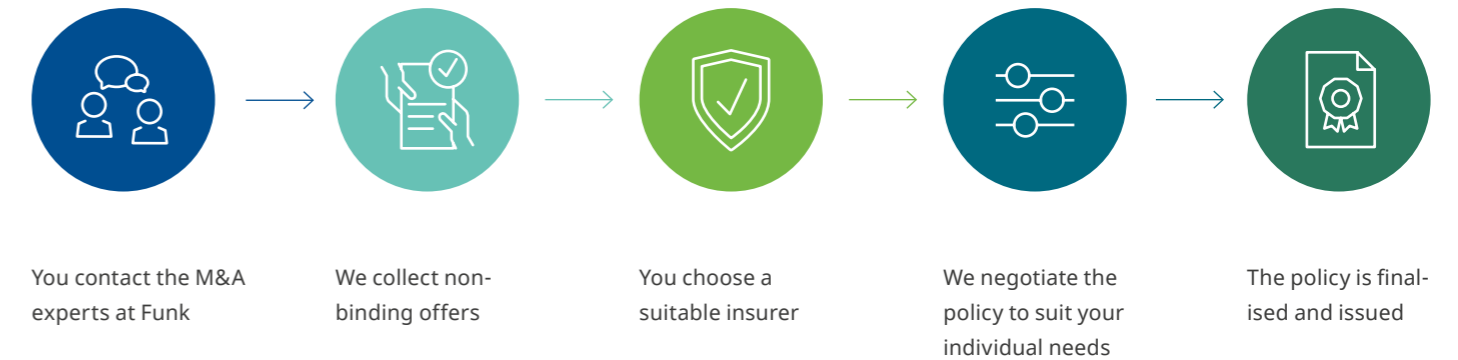 You contact the M&A
experts at Funk
We collect non-
binding offers
You choose a
suitable insurer
We negotiate the
policy to suit your
individual needs
The policy is final-
ised and issued